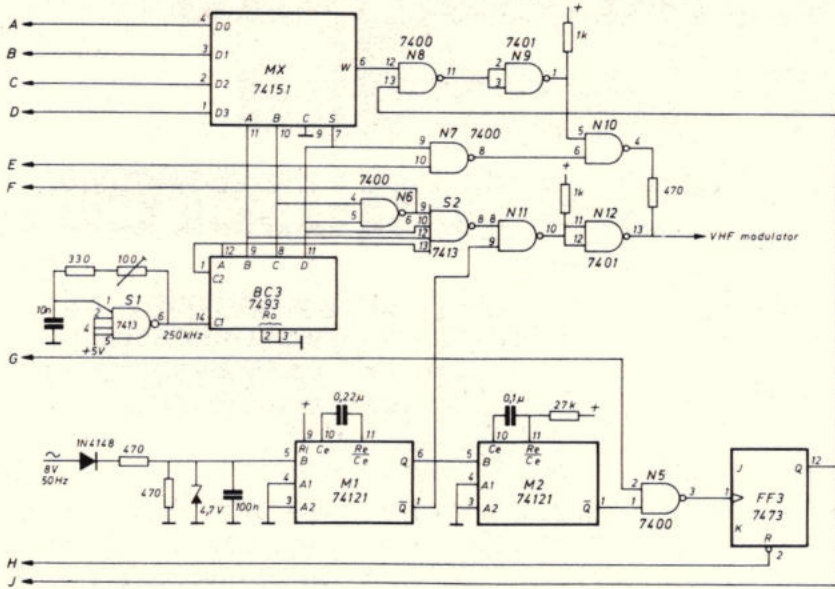 A 4 D0
B 3 D1
C 2 D2
D 1 D3
MX
74151
W 6
A B C S
11 10 9 7
7400
N8
12
13
11
7401
N9
2
3
1
+
1k
N7 7400
9
10
8
N10
5
6
4
470
E
F
7400
N6
4
5
6
S2
9
10
12
13
8
7413
N11
8
9
10
+
1k
N12
11
12
13
7401
VHF modulator
12 9 8 11
A B C D
1 C2
BC3
7493
Ro
2 3
14 C1
330 100
10n
S1
1
2
4
5
7413
6
+5V
250kHz
G
1N4148
470
8V
50Hz
470
4,7V
100n
0,22µ
+
9 10 11
Ri Ce Re
Ce
5 B Q 6
4 A1 M1
3 A2 74121 Q 1
0,1µ 27k +
10 11
Ce Re
Ce
5 B Q
4 A1 M2
3 A2 74121 Q 1
N5
2
1
3
7400
J Q 12
1
FF3
7473
K
R
2
H
J